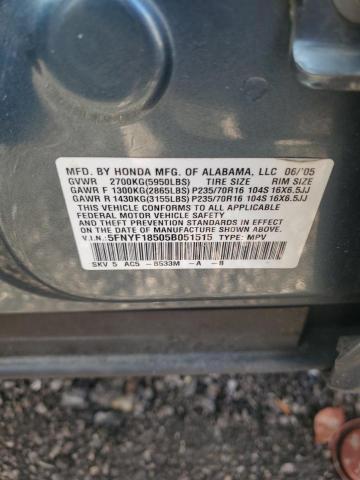 MFD. BY HONDA MFG. OF ALABAMA, LLC 06/'05
GVWR 2700KG(5950LBS) TIRE SIZE RIM SIZE
GAWR F 1300KG(2865LBS) P235/70R16 104S 16X6.5JJ
GAWR R 1430KG(3155LBS) P235/70R16 104S 16X6.5JJ
THIS VEHICLE CONFORMS TO ALL APPLICABLE
FEDERAL MOTOR VEHICLE SAFETY STANDARDS
IN EFFECT ON THE DATE OF MANUFACTURE SHOWN ABOVE.
V.I.N.: 5FNYF18505B051515 TYPE: MPV
SKV 5 AC5 - B533M - A - B